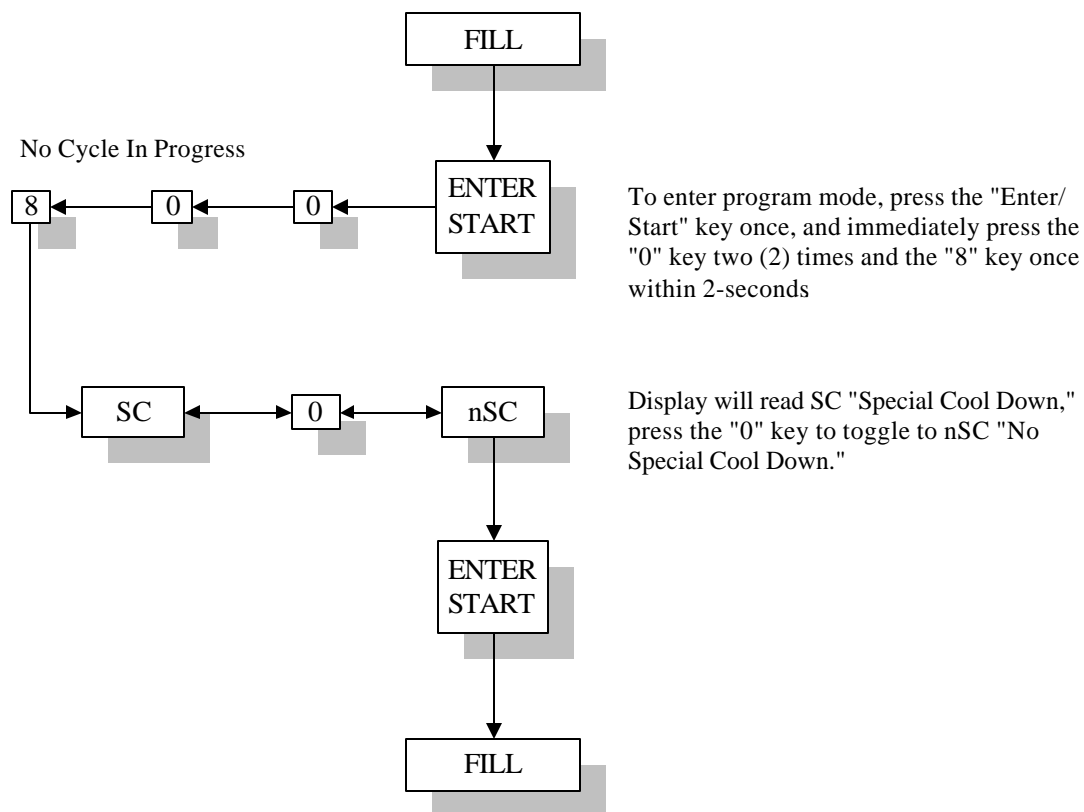 FILL
No Cycle In Progress
8
0
0
ENTER
START
To enter program mode, press the "Enter/
Start" key once, and immediately press the
"0" key two (2) times and the "8" key once
within 2-seconds
SC
0
nSC
Display will read SC "Special Cool Down,"
press the "0" key to toggle to nSC "No
Special Cool Down."
ENTER
START
FILL